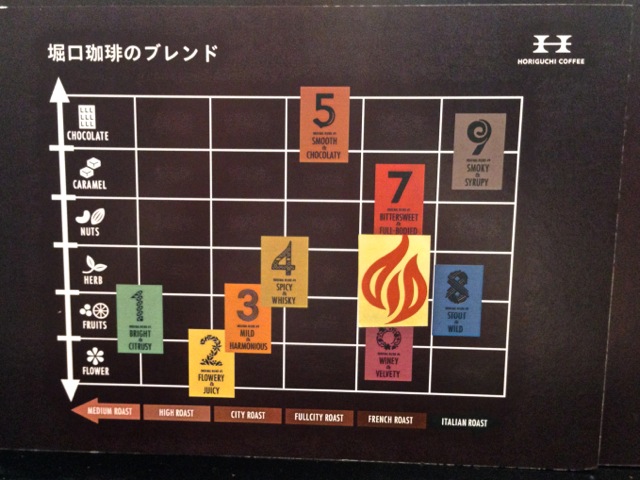 堀口珈琲のブレンド
HORIGUCHI COFFEE
CHOCOLATE
CARAMEL
NUTS
HERB
FRUITS
FLOWER
5
SMOOTH
&
CHOCOLATY
9
SMOKY
&
SYRUPY
7
BITTERSWEET
&
FULL-BODIED
4
SPICY
&
WHISKY
1
BRIGHT
&
CITRUSY
3
MILD
&
HARMONIOUS
8
STOUT
&
WILD
2
FLOWERY
&
JUICY
WINEY
&
VELVETY
MEDIUM ROAST
HIGH ROAST
CITY ROAST
FULLCITY ROAST
FRENCH ROAST
ITALIAN ROAST